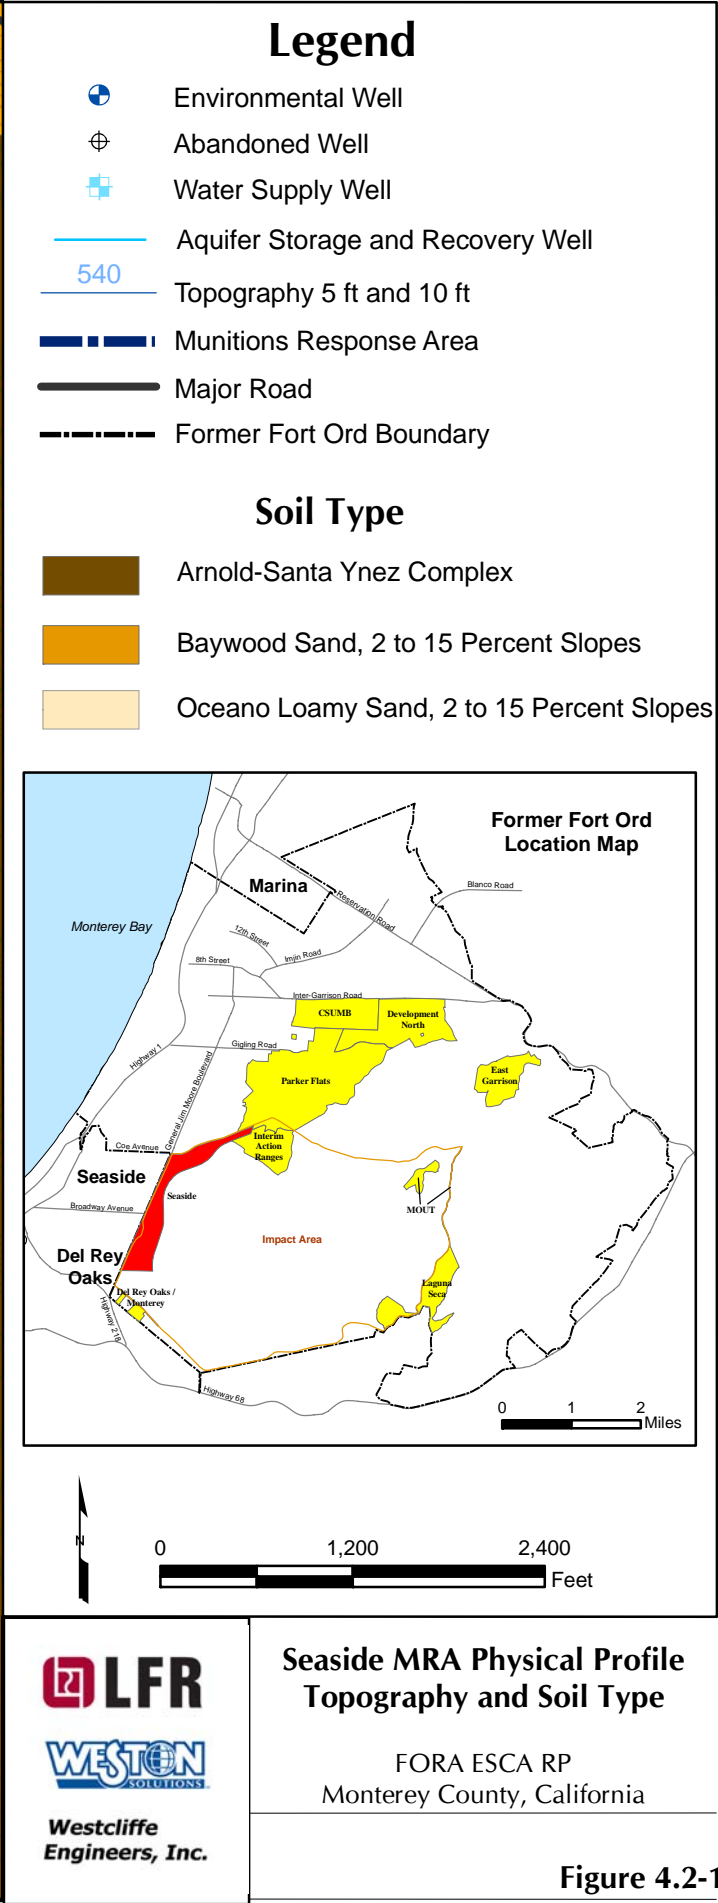 Legend
Environmental Well
Abandoned Well
Water Supply Well
Aquifer Storage and Recovery Well
540
Topography 5 ft and 10 ft
Munitions Response Area
Major Road
Former Fort Ord Boundary
Soil Type
Arnold-Santa Ynez Complex
Baywood Sand, 2 to 15 Percent Slopes
Oceano Loamy Sand, 2 to 15 Percent Slopes
Former Fort Ord
Location Map
Marina
Blanco Road
Reservation Road
Monterey Bay
12th Street
Imjin Road
8th Street
Inter-Garrison Road
CSUMB
Development
North
Highway 1
Gigling Road
General Jim Moore Boulevard
Parker Flats
East
Garrison
Coe Avenue
Interim
Action
Ranges
Seaside
Seaside
MOUT
Broadway Avenue
Impact Area
Del Rey
Oaks
Laguna
Seca
Del Rey Oaks /
Monterey
Highway 218
Highway 68
0 1 2
Miles
N
0 1,200 2,400
Feet
LFR
WESTON
SOLUTIONS
Westcliffe
Engineers, Inc.
Seaside MRA Physical Profile
Topography and Soil Type
FORA ESCA RP
Monterey County, California
Figure 4.2-1